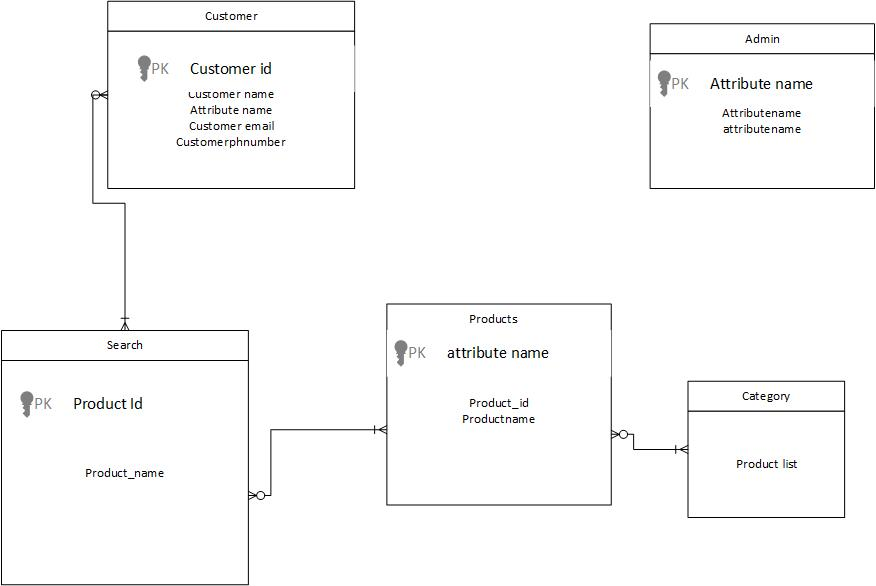 Customer
PK Customer id
Customer name
Attribute name
Customer email
Customerphnumber
Admin
PK Attribute name
Attributename
attributename
Search
PK Product Id
Product_name
Products
PK attribute name
Product_id
Productname
Category
Product list